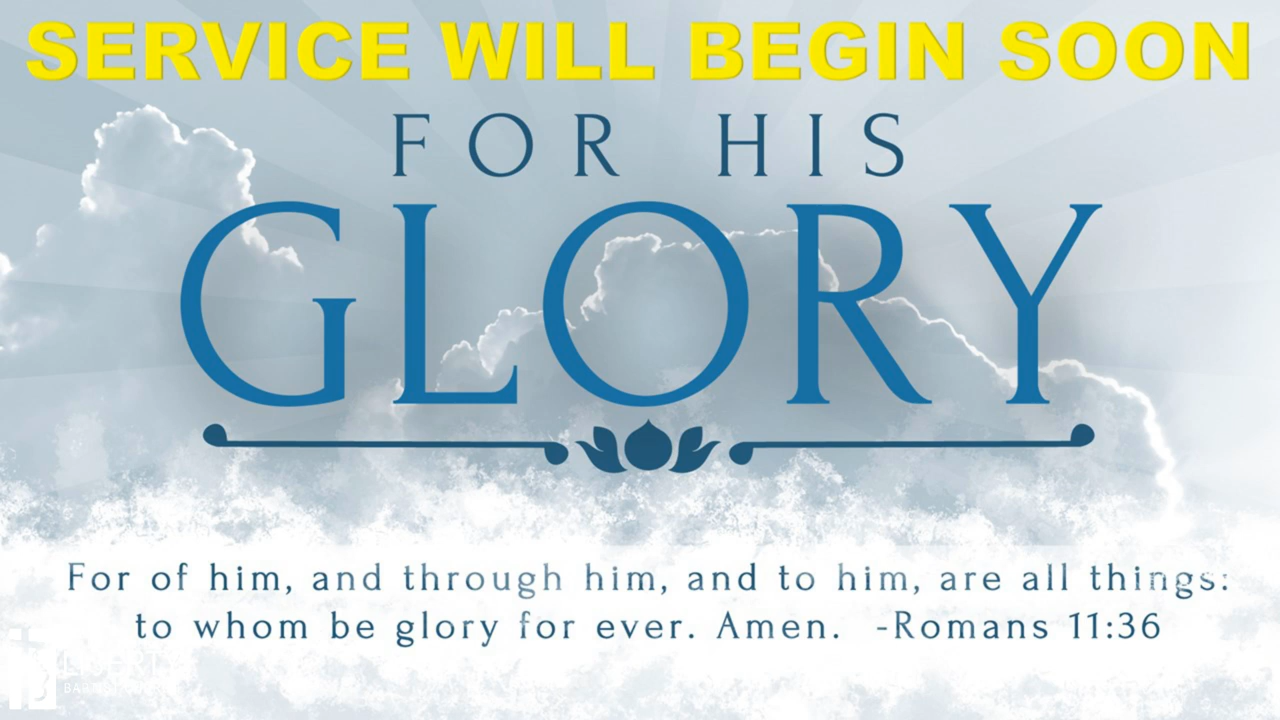 SERVICE WILL BEGIN SOON
FOR HIS
GLORY
For of him, and through him, and to him, are all things:
to whom be glory for ever. Amen. -Romans 11:36